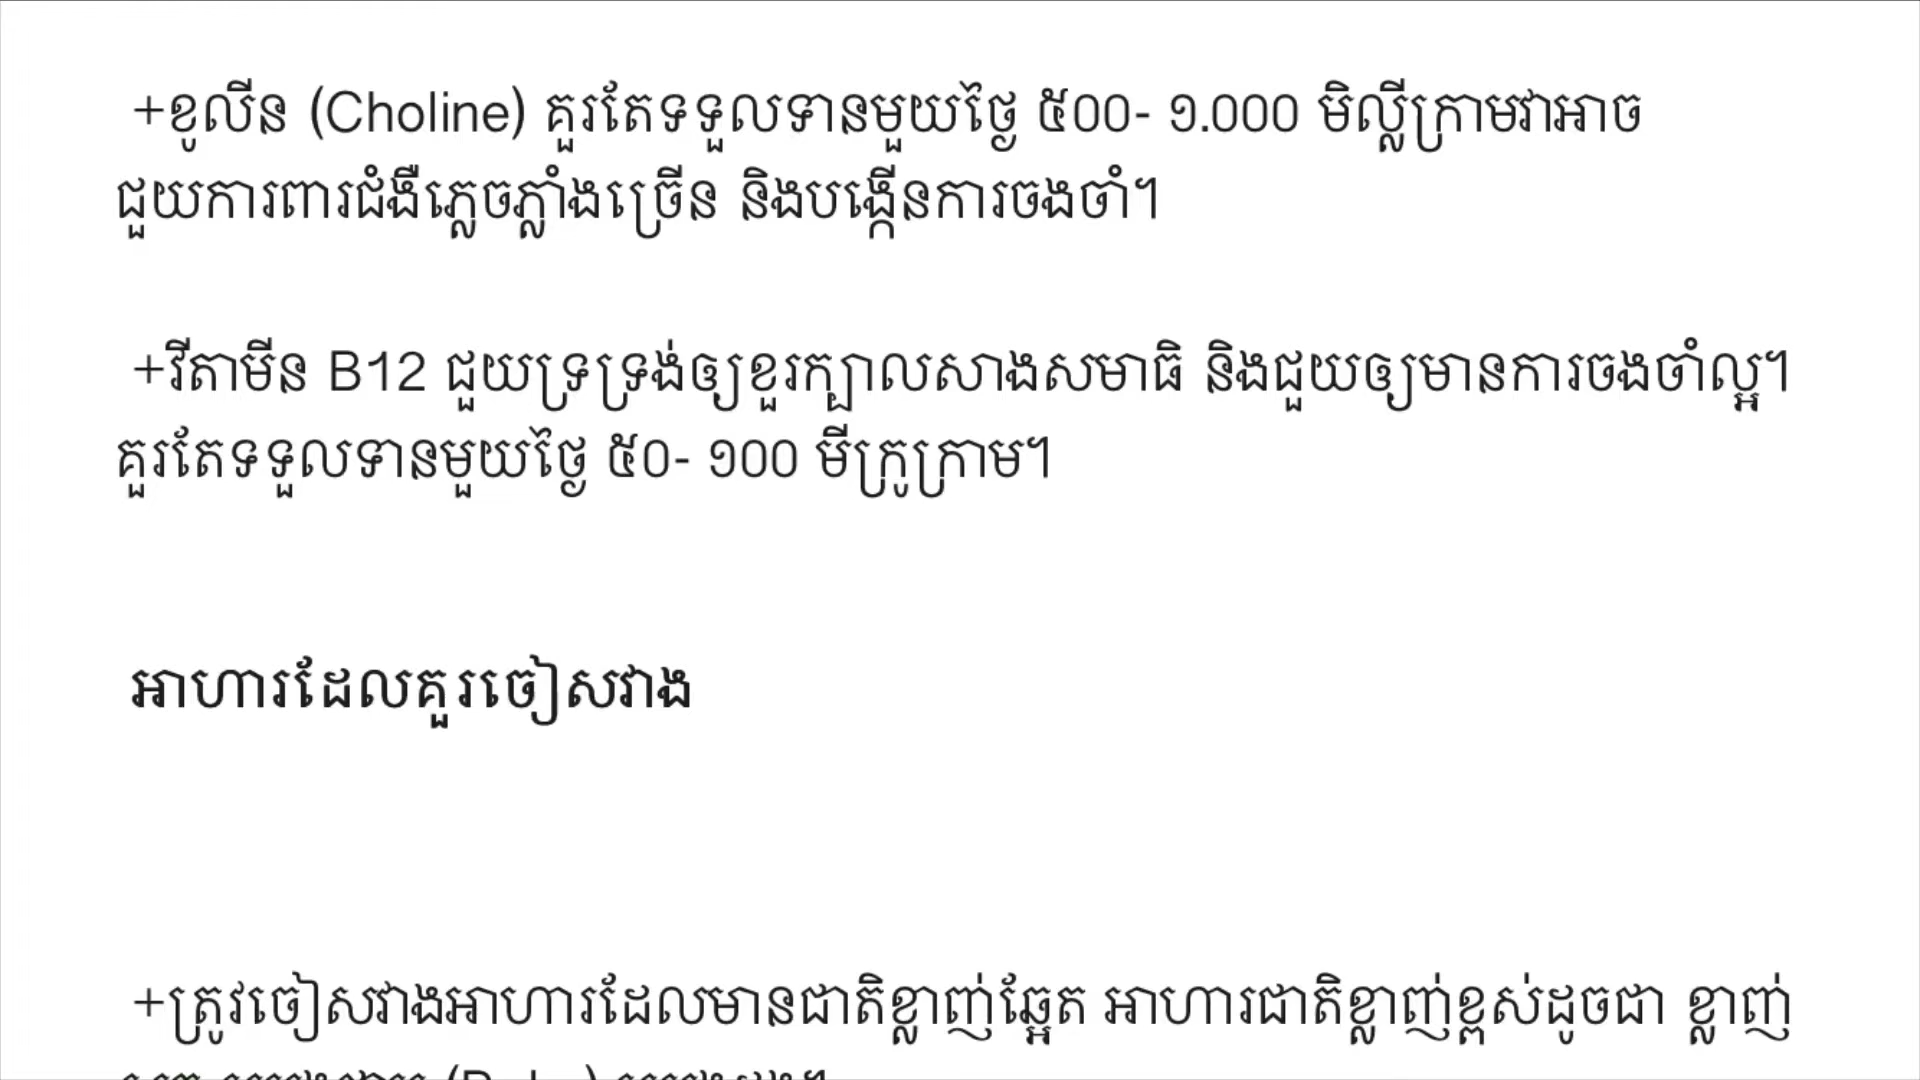 +ខូលីន (Choline) គួរតែទទួលទានមួយថ្ងៃ ៥០០- ១.០០០ មិល្លីក្រាមវាអាច
ជួយការពារជំងឺភ្លេចភ្លាំងច្រើន និងបង្កើនការចងចាំ។
+វីតាមីន B12 ជួយទ្រទ្រង់ឲ្យខួរក្បាលសាងសមាធិ និងជួយឲ្យមានការចងចាំល្អ។
គួរតែទទួលទានមួយថ្ងៃ ៥០- ១០០ មីក្រូក្រាម។
អាហារដែលគួរចៀសវាង
+ត្រូវចៀសវាងអាហារដែលមានជាតិខ្លាញ់ឆ្អែត អាហារជាតិខ្លាញ់ខ្ពស់ដូចជា ខ្លាញ់